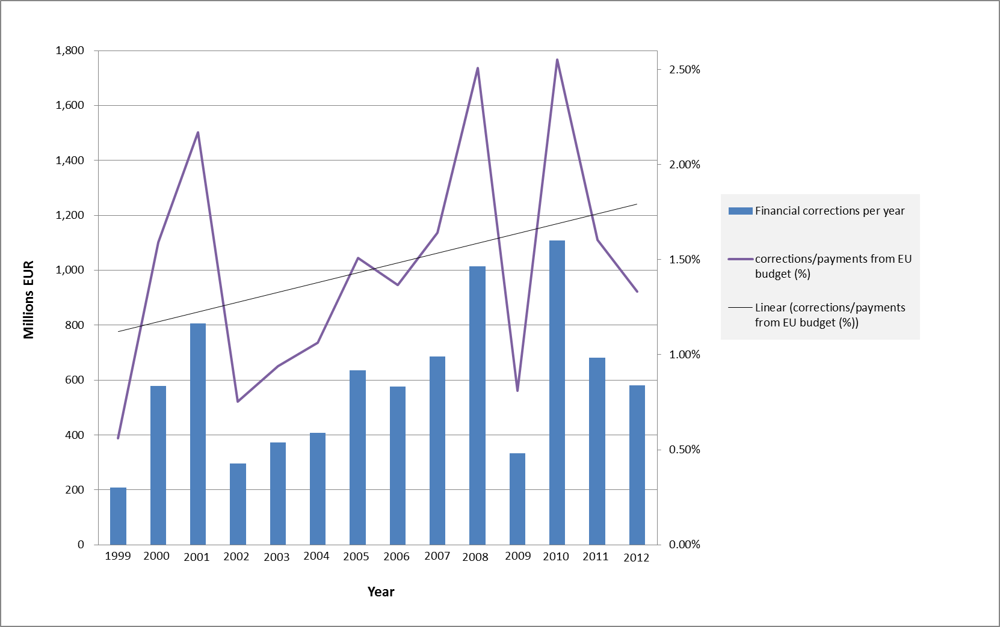 1,800
1,600
1,400
1,200
1,000
800
600
400
200
0
Millions EUR
2.50%
2.00%
1.50%
1.00%
0.50%
0.00%
1999 2000 2001 2002 2003 2004 2005 2006 2007 2008 2009 2010 2011 2012
Year
Financial corrections per year
corrections/payments from EU
budget (%)
Linear (corrections/payments
from EU budget (%))